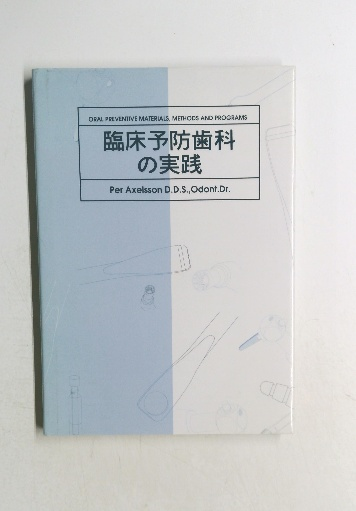 ORAL PREVENTIVE MATERIALS, METHODS AND PROGRAMS
臨床予防歯科
の実践
Per Axelsson D.D.S.,Odont.Dr.